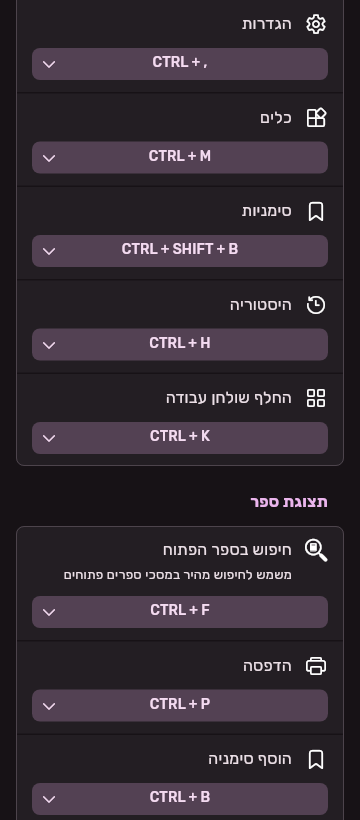 הגדרות
CTRL + ,
כלים
CTRL + M
סימניות
CTRL + SHIFT + B
היסטוריה
CTRL + H
החלף שולחן עבודה
CTRL + K
תצוגת ספר
חיפוש בספר הפתוח
משמש לחיפוש מהיר במסכי ספרים פתוחים
CTRL + F
הדפסה
CTRL + P
הוסף סימניה
CTRL + B